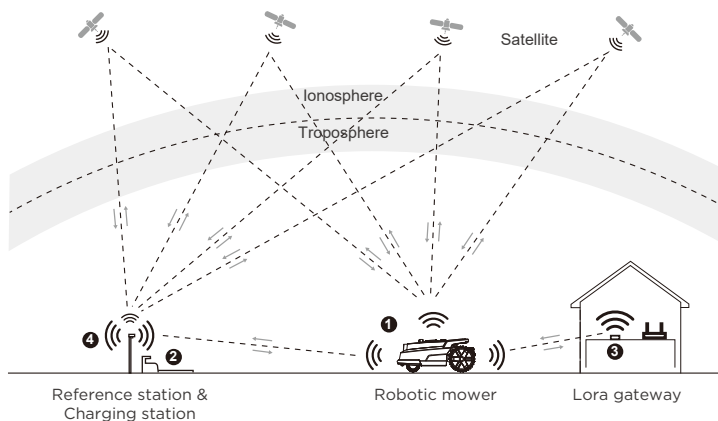 Satellite
Ionosphere
Troposphere
1
4
2
3
Reference station &
Charging station
Robotic mower
Lora gateway